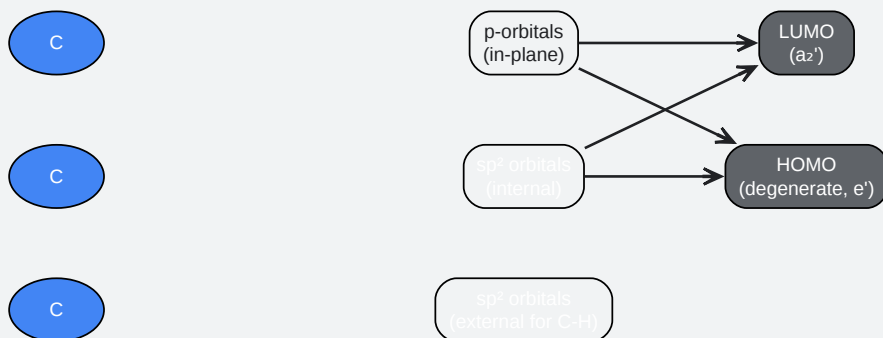 C
p-orbitals
(in-plane)
LUMO
(a₂')
C
sp² orbitals
(internal)
HOMO
(degenerate, e')
C
sp² orbitals
(external for C-H)